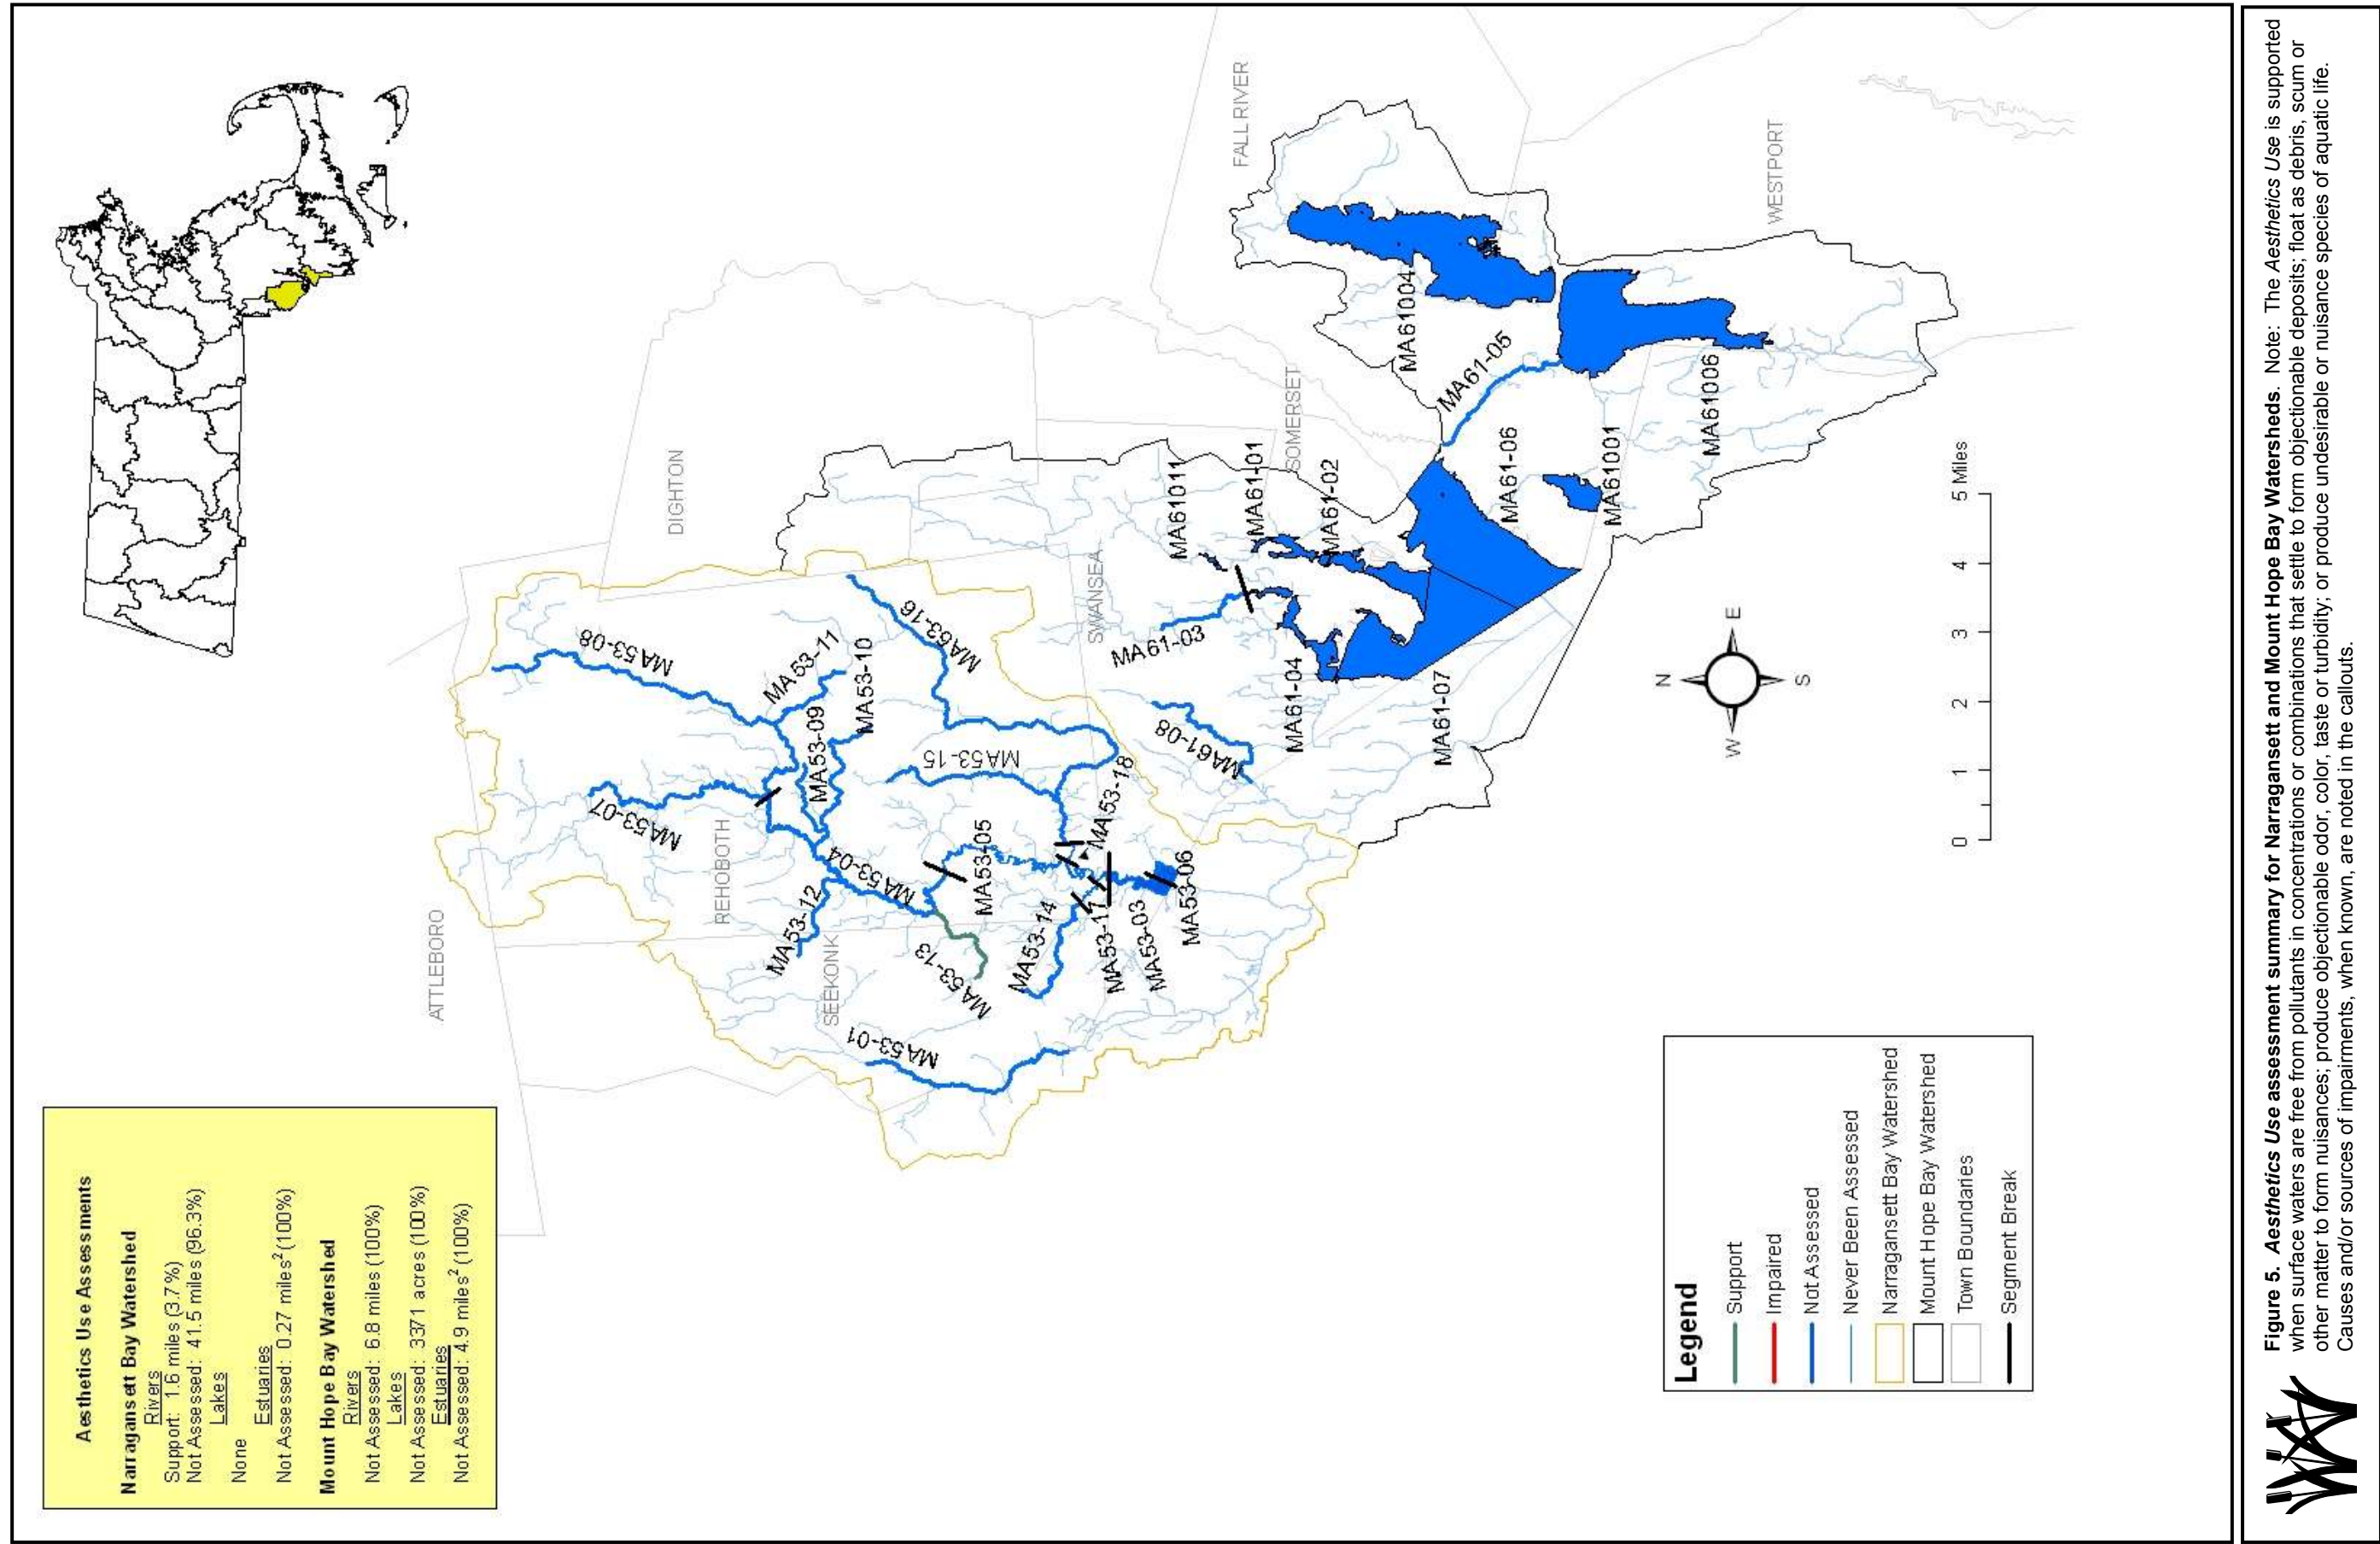 Aesthetics Use Assessments
Narragansett Bay Watershed
Rivers
Support: 1.6 miles (3.7%)
Not Assessed: 41.5 miles (96.3%)
Lakes
None
Estuaries
Not Assessed: 0.27 miles² (100%)
Mount Hope Bay Watershed
Rivers
Not Assessed: 6.8 miles (100%)
Lakes
Not Assessed: 3371 acres (100%)
Estuaries
Not Assessed: 4.9 miles² (100%)
ATTLEBORO
REHOBOTH
SEEKONK
DIGHTON
SWANSEA
SOMERSET
FALL RIVER
WESTPORT
MA53-07
MA53-08
MA53-11
MA53-09
MA53-10
MA53-16
MA53-12
MA53-04
MA53-15
MA53-05
MA53-13
MA53-01
MA53-14
MA53-18
MA53-11
MA53-03
MA53-06
MA61-08
MA61-03
MA61011
MA61-01
MA61-02
MA61-04
MA61-07
MA61-06
MA61001
MA61-05
MA61004
MA61006
N
W
E
S
0 1 2 3 4 5 Miles
Legend
Support
Impaired
Not Assessed
Never Been Assessed
Narragansett Bay Watershed
Mount Hope Bay Watershed
Town Boundaries
Segment Break
Figure 5. Aesthetics Use assessment summary for Narragansett and Mount Hope Bay Watersheds. Note: The Aesthetics Use is supported
when surface waters are free from pollutants in concentrations or combinations that settle to form objectionable deposits; float as debris, scum or
other matter to form nuisances; produce objectionable odor, color, taste or turbidity; or produce undesirable or nuisance species of aquatic life.
Causes and/or sources of impairments, when known, are noted in the callouts.